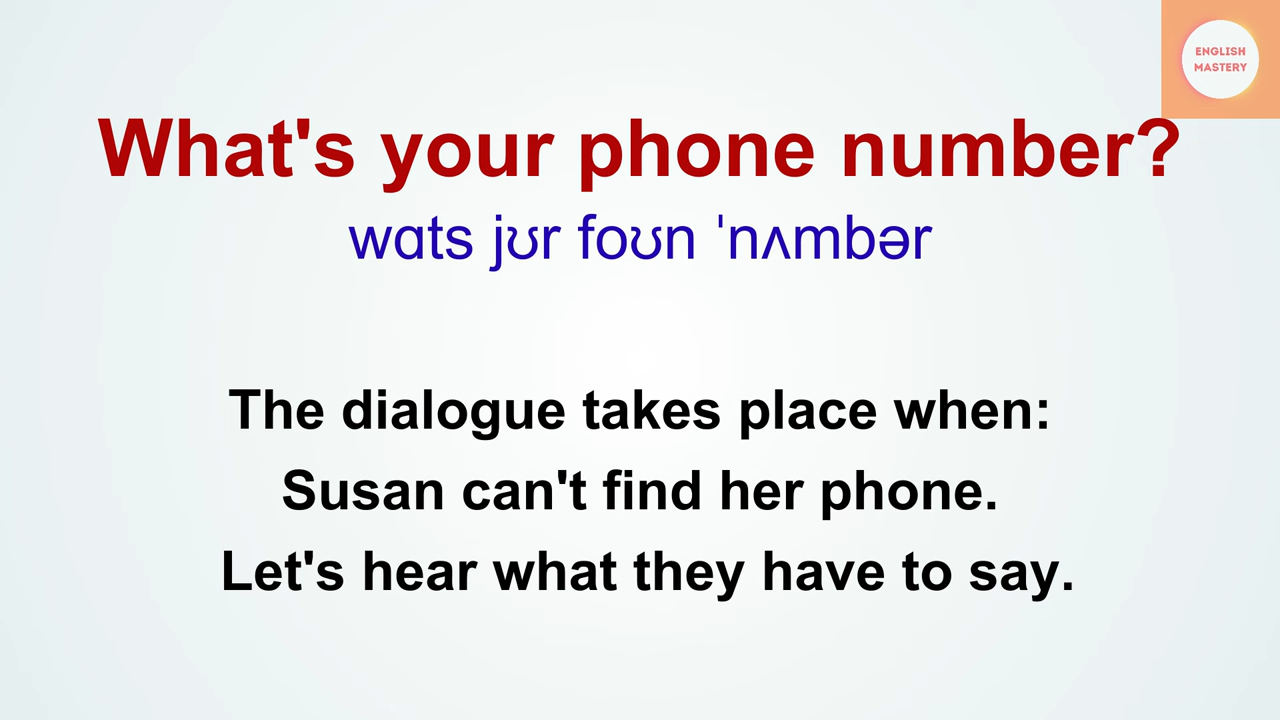 ENGLISH
MASTERY
What's your phone number?
wɑts jʊr foʊn ˈnʌmbər
The dialogue takes place when:
Susan can't find her phone.
Let's hear what they have to say.